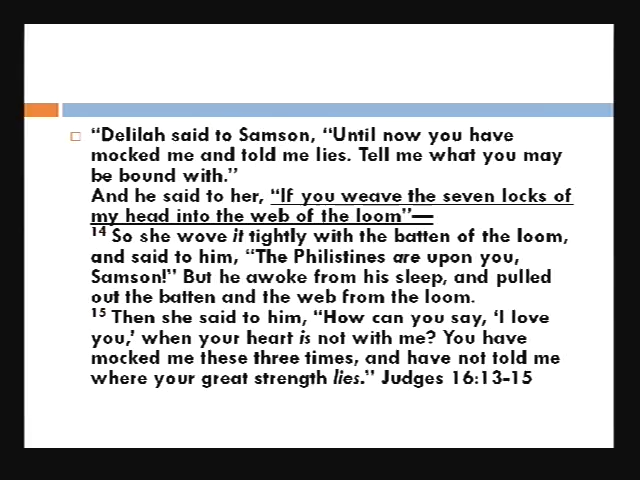 “Delilah said to Samson, “Until now you have
mocked me and told me lies. Tell me what you may
be bound with.”
And he said to her, “If you weave the seven locks of
my head into the web of the loom”—
14 So she wove it tightly with the batten of the loom,
and said to him, “The Philistines are upon you,
Samson!” But he awoke from his sleep, and pulled
out the batten and the web from the loom.
15 Then she said to him, “How can you say, ‘I love
you,’ when your heart is not with me? You have
mocked me these three times, and have not told me
where your great strength lies.” Judges 16:13-15